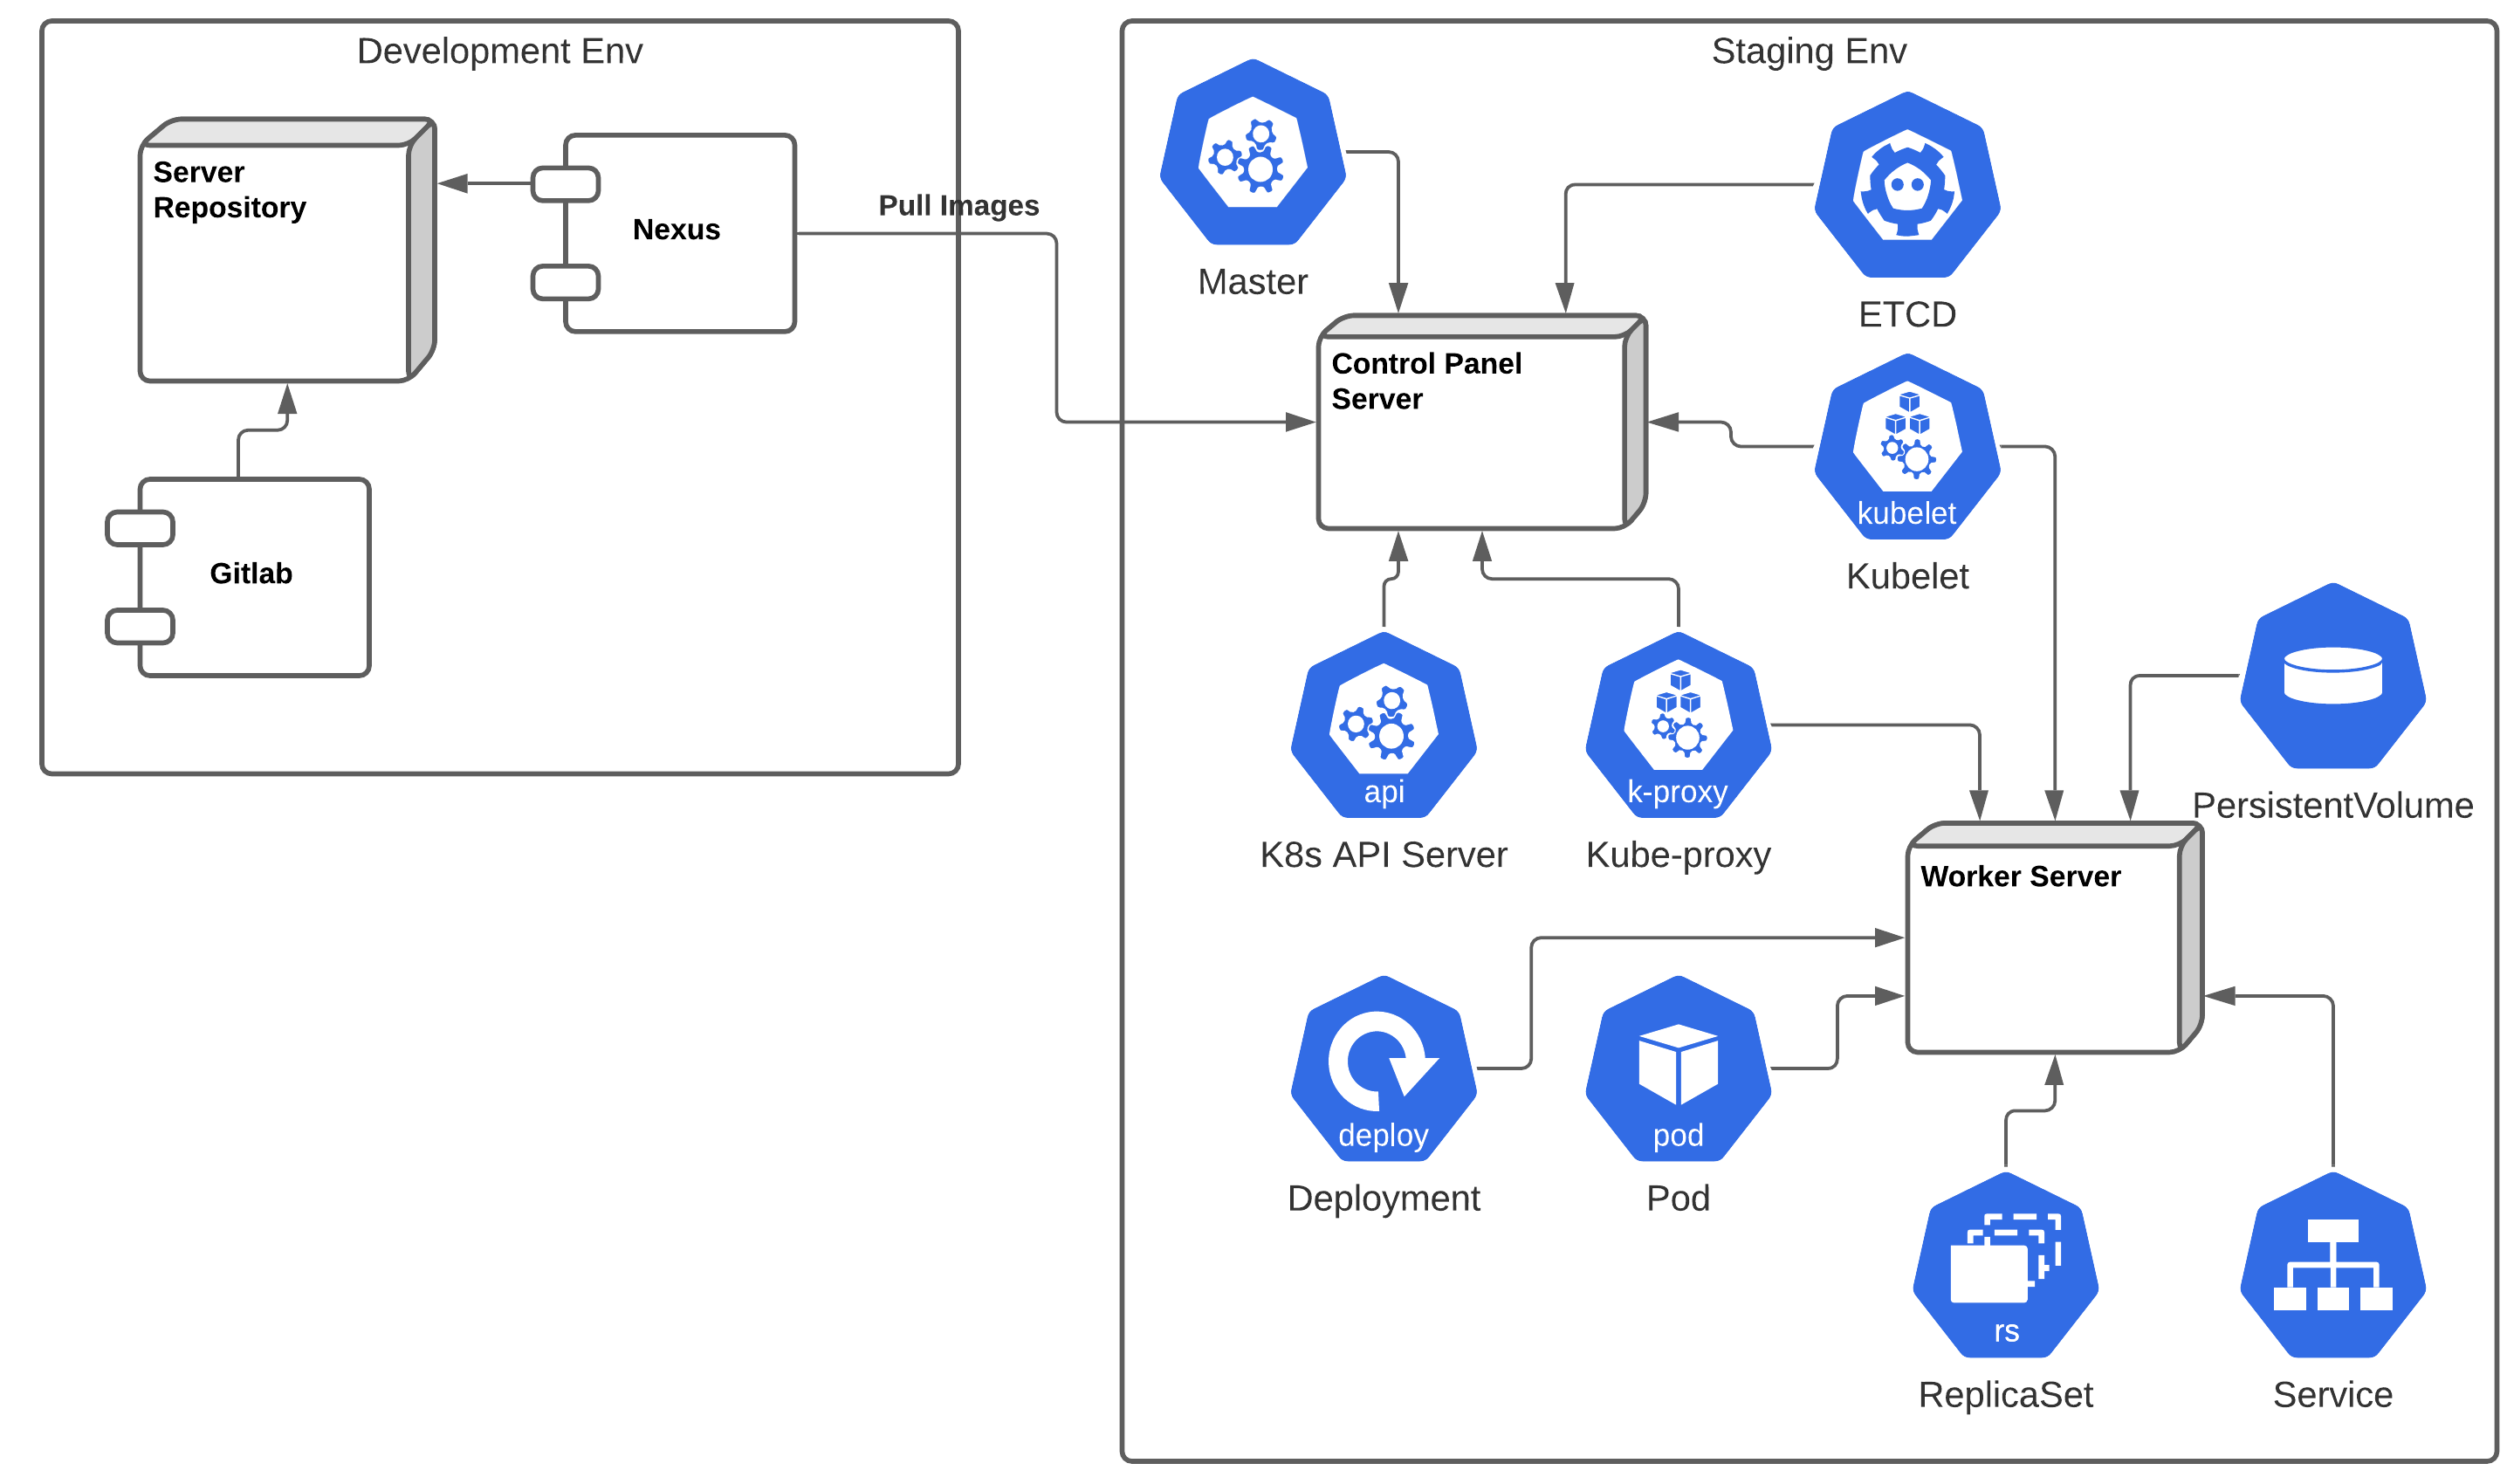 Development Env
Server
Repository
Nexus
Gitlab
Pull Images
Staging Env
Master
ETCD
Control Panel
Server
kubelet
Kubelet
api
K8s API Server
k-proxy
Kube-proxy
PersistentVolume
Worker Server
deploy
Deployment
pod
Pod
rs
ReplicaSet
Service